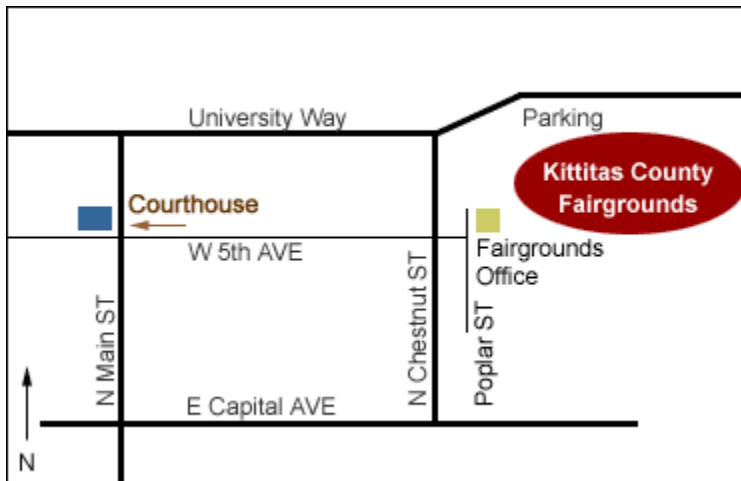 University Way
Parking
Kittitas County
Fairgrounds
Courthouse
W 5th AVE
Fairgrounds
Office
N Main ST
N Chestnut ST
Poplar ST
E Capital AVE
N